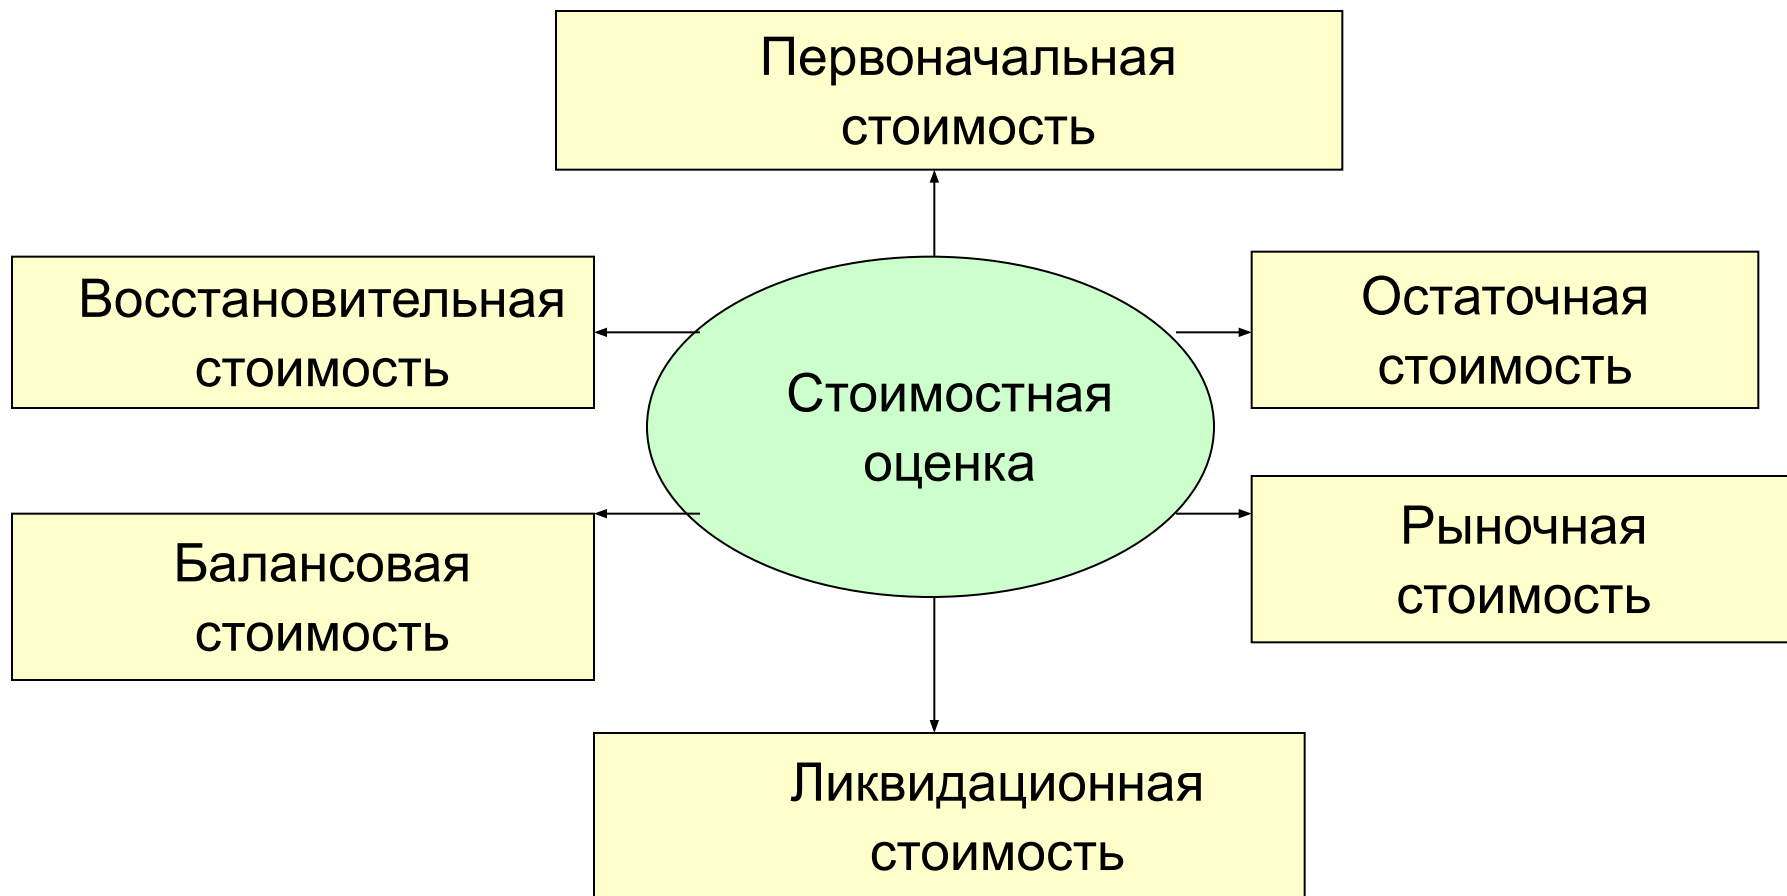 Первоначальная
стоимость
Восстановительная
стоимость
Остаточная
стоимость
Стоимостная
оценка
Балансовая
стоимость
Рыночная
стоимость
Ликвидационная
стоимость